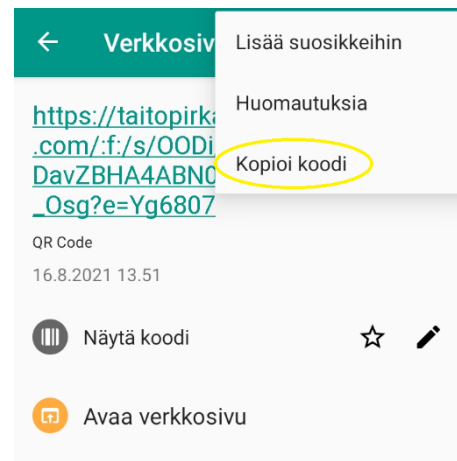 Verkkosiv
Lisää suosikkeihin
Huomautuksia
Kopioi koodi
https://taitopirka
.com/:f:/s/OODi
DavZBHA4ABN0
_Osg?e=Yg6807
QR Code
16.8.2021 13.51
Näytä koodi
Avaa verkkosivu